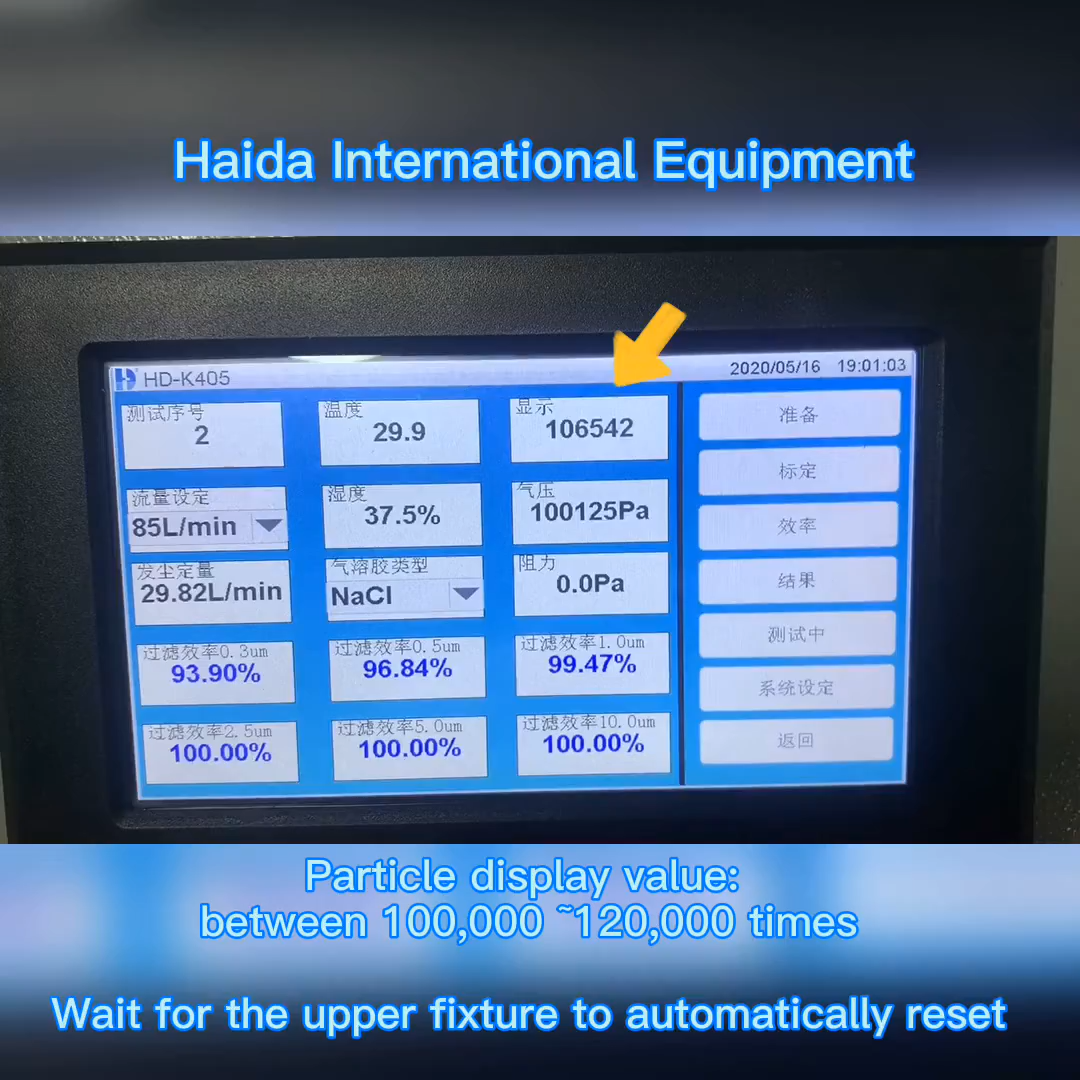 Haida International Equipment
HD-K405
2020/05/16 19:01:03
测试序号
2
温度
29.9
显示
106542
准备
流量设定
85L/min
湿度
37.5%
气压
100125Pa
标定
效率
发尘定量
29.82L/min
气溶胶类型
NaCl
阻力
0.0Pa
结果
过滤效率0.3um
93.90%
过滤效率0.5um
96.84%
过滤效率1.0um
99.47%
测试中
系统设定
过滤效率2.5um
100.00%
过滤效率5.0um
100.00%
过滤效率10.0um
100.00%
返回
Particle display value:
between 100,000 ~120,000 times
Wait for the upper fixture to automatically reset